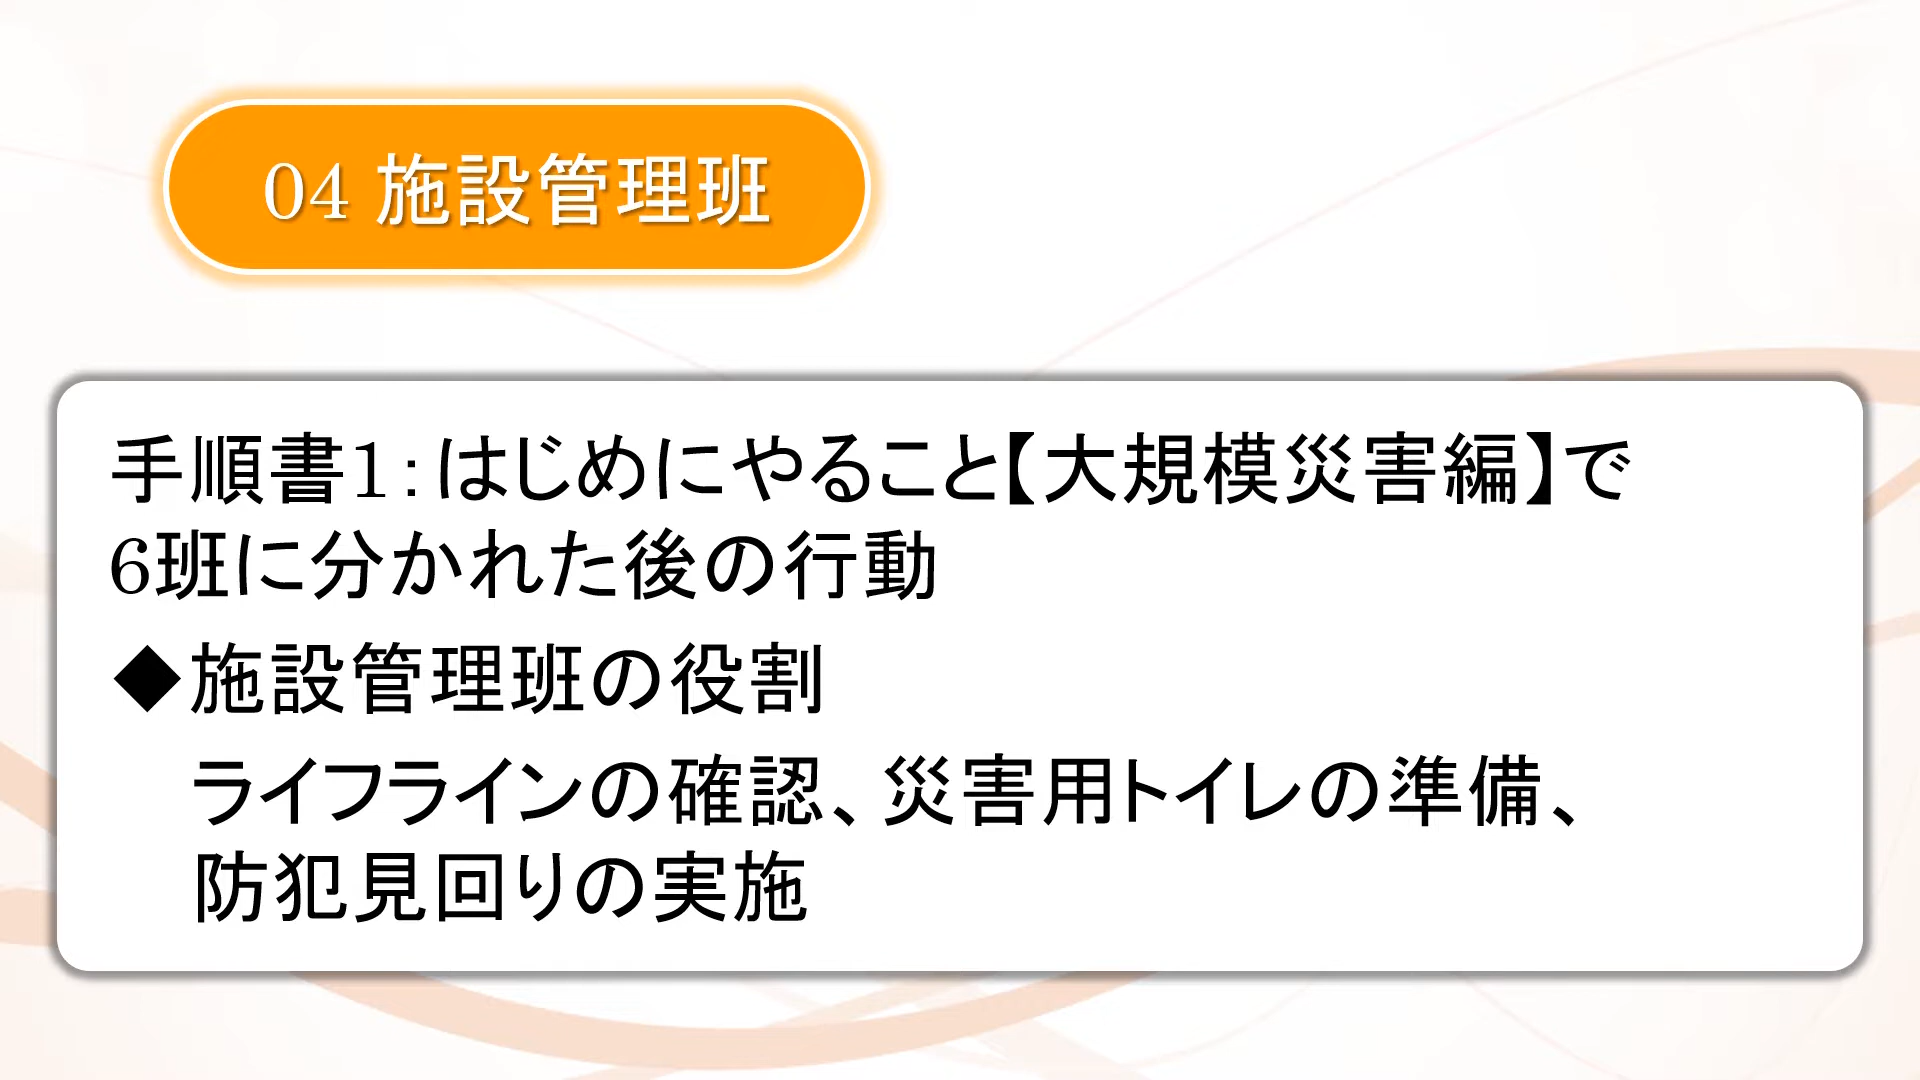 04 施設管理班
手順書1：はじめにやること【大規模災害編】で
6班に分かれた後の行動
◆施設管理班の役割
ライフラインの確認、災害用トイレの準備、
防犯見回りの実施